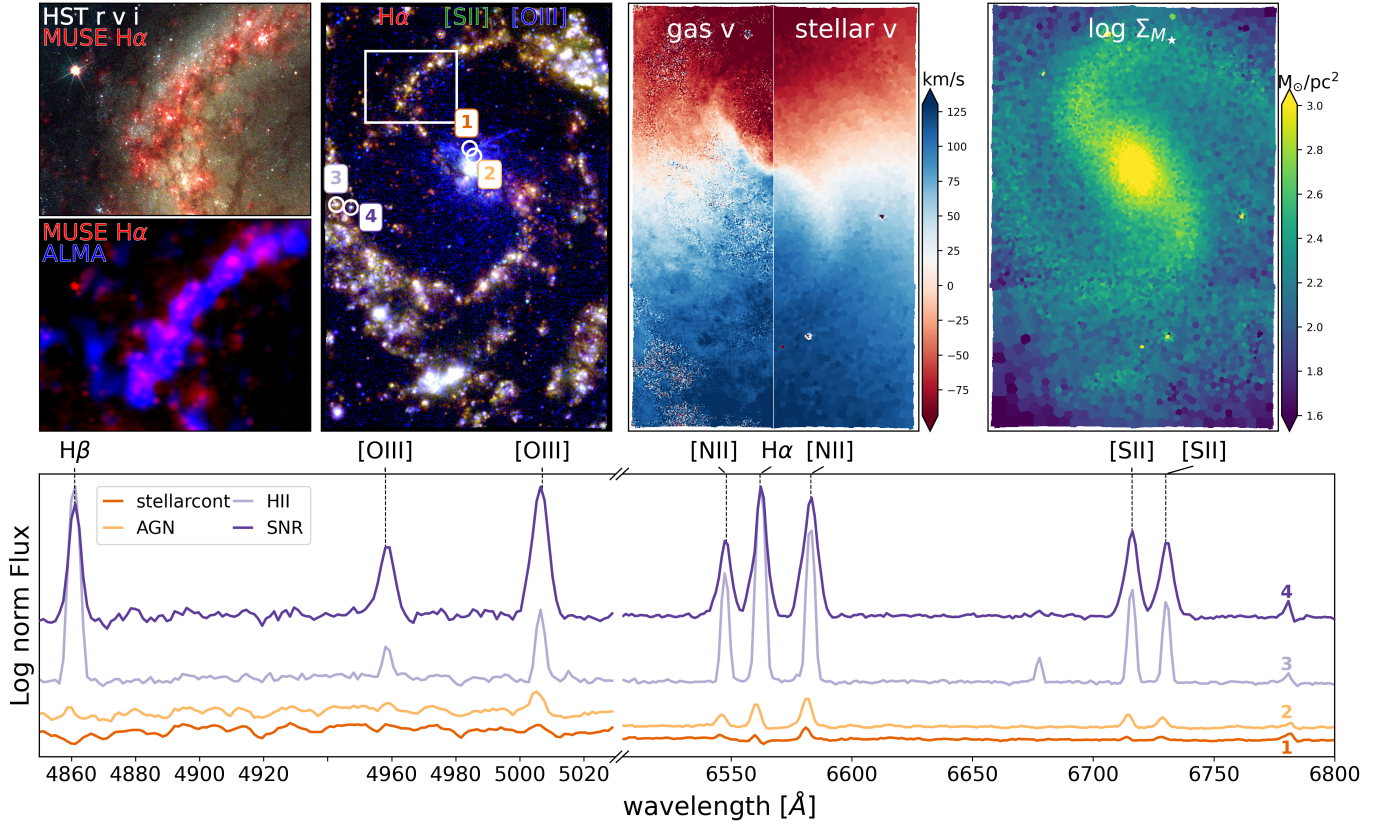 HST r v i
MUSE Hα
MUSE Hα
ALMA
Hα [SII] [OIII]
1
2
3
4
gas v
stellar v
km/s
125
100
75
50
25
0
−25
−50
−75
log Σ_M⋆
M⊙/pc²
3.0
2.8
2.6
2.4
2.2
2.0
1.8
1.6
Hβ [OIII] [OIII] [NII] Hα [NII] [SII] [SII]
stellarcont
AGN
HII
SNR
4
3
2
1
Log norm Flux
4860 4880 4900 4920 4960 4980 5000 5020 6550 6600 6650 6700 6750 6800
wavelength [Å]